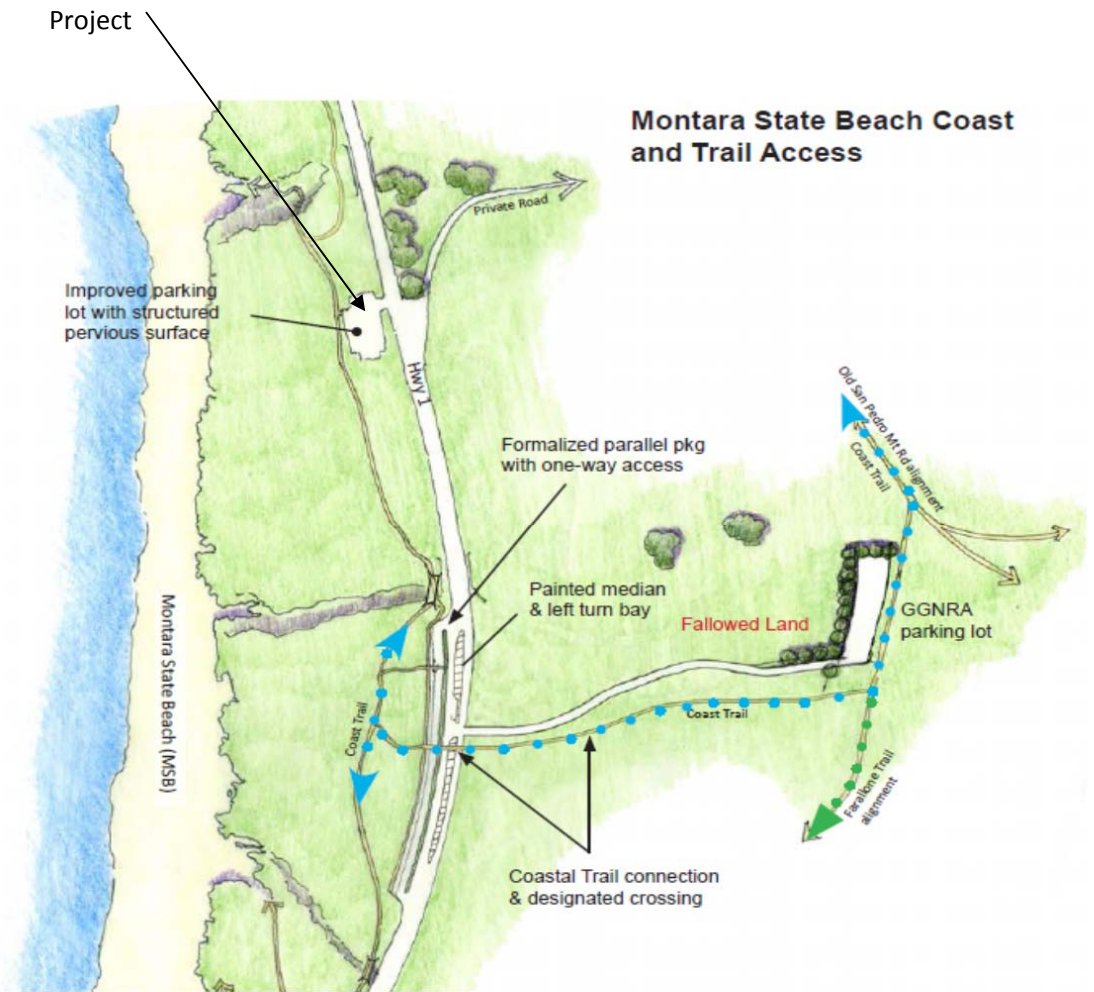 Project
Montara State Beach Coast
and Trail Access
Private Road
Improved parking
lot with structured
pervious surface
Hwy 1
Old San Pedro Mt Rd alignment
Coast Trail
Formalized parallel pkg
with one-way access
Painted median
& left turn bay
Fallowed Land
GGNRA
parking lot
Montara State Beach (MSB)
Coast Trail
Coast Trail
Farallone Trail
alignment
Coastal Trail connection
& designated crossing